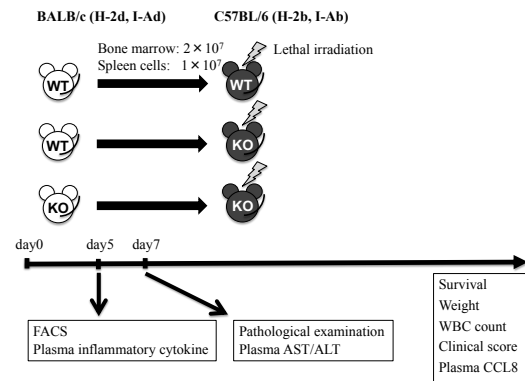 BALB/c (H-2d, I-Ad)
C57BL/6 (H-2b, I-Ab)
Bone marrow: 2 × 10⁷
Spleen cells: 1 × 10⁷
Lethal irradiation
WT
WT
WT
KO
KO
KO
day0
day5
day7
FACS
Plasma inflammatory cytokine
Pathological examination
Plasma AST/ALT
Survival
Weight
WBC count
Clinical score
Plasma CCL8